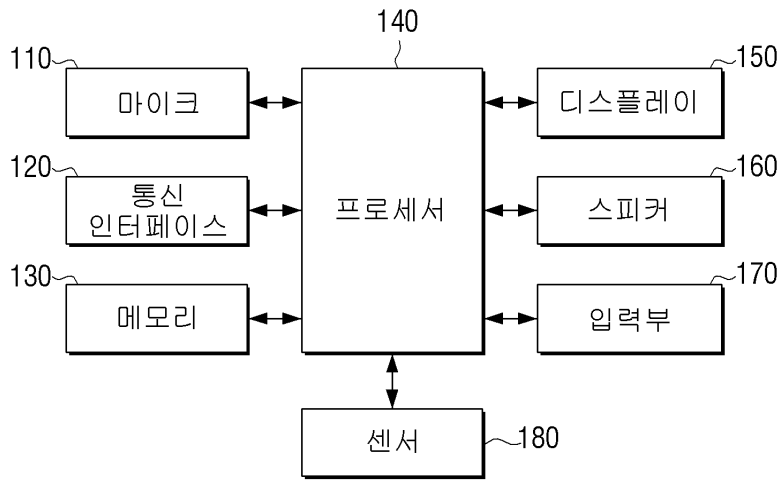 140
110
마이크
150
디스플레이
120
통신
인터페이스
프로세서
160
스피커
130
메모리
170
입력부
센서
180